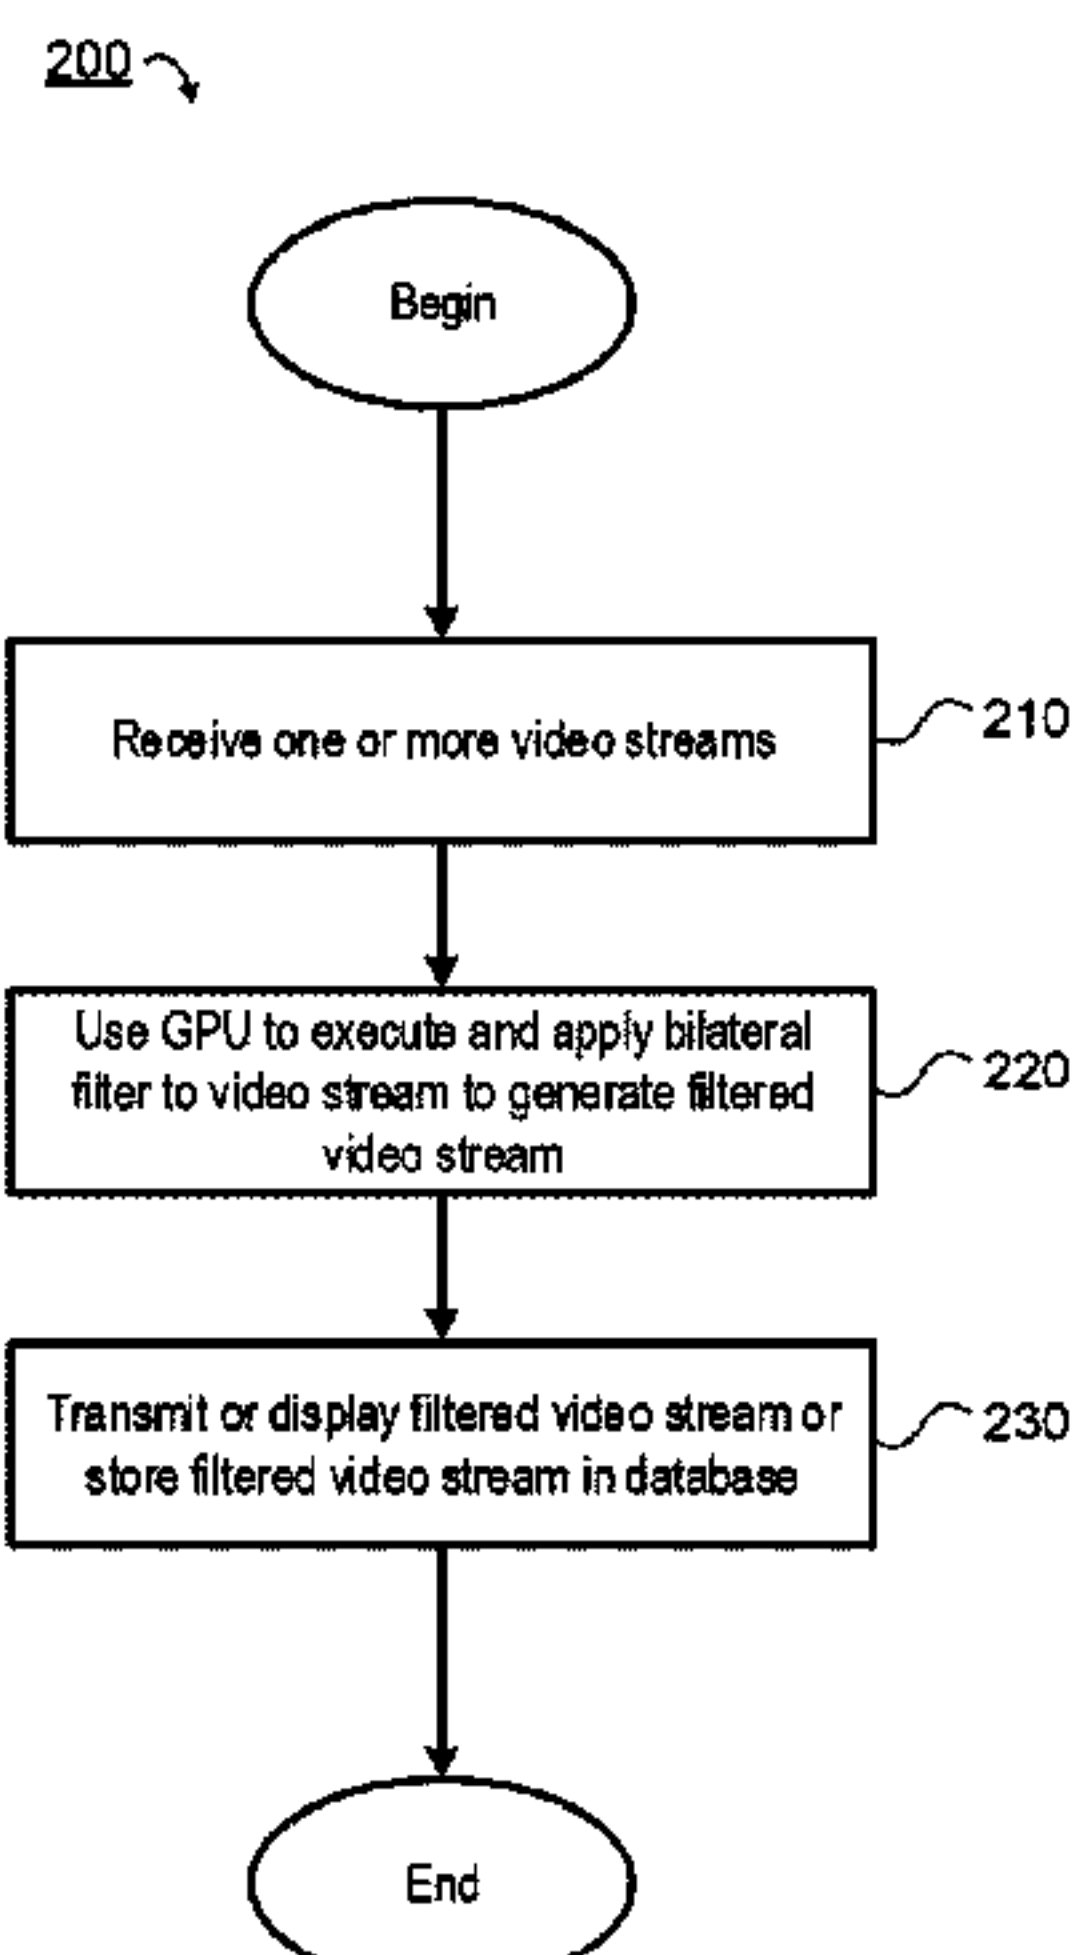 200
Begin
Receive one or more video streams
210
Use GPU to execute and apply bilateral
filter to video stream to generate filtered
video stream
220
Transmit or display filtered video stream or
store filtered video stream in database
230
End